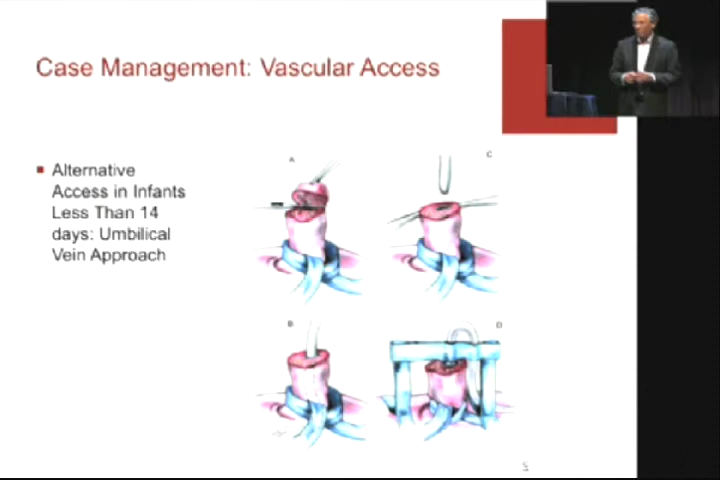 Case Management: Vascular Access
Alternative
Access in Infants
Less Than 14
days: Umbilical
Vein Approach
A
C
B
D